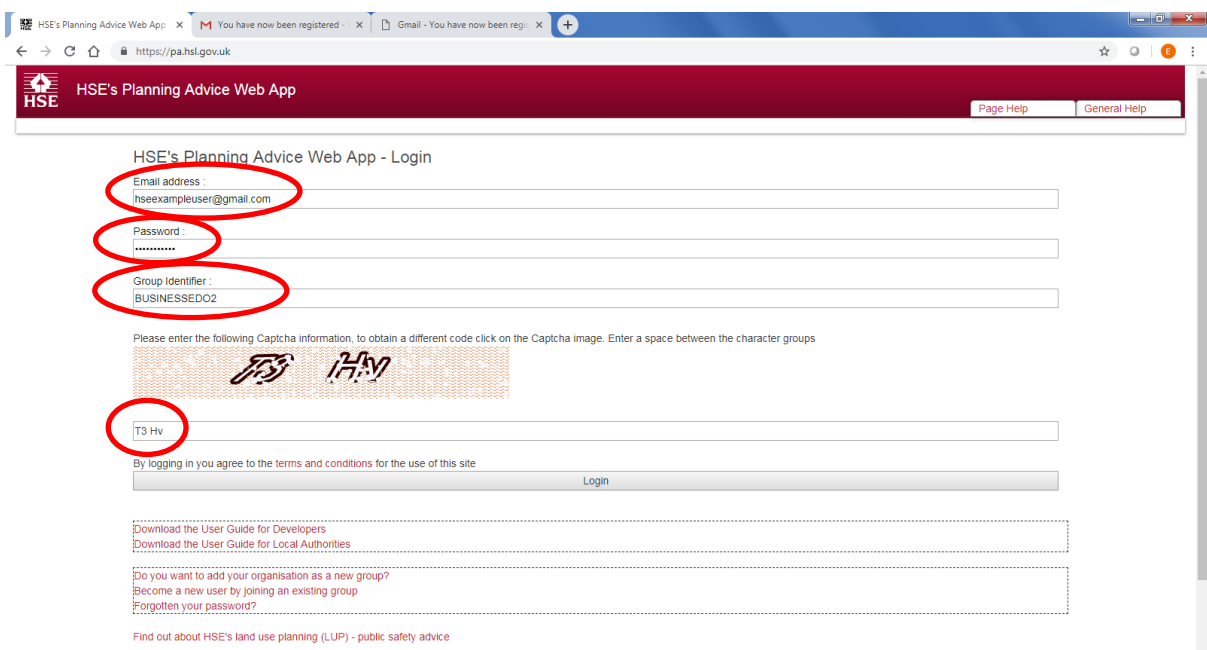 HSE's Planning Advice Web App
You have now been registered -
Gmail - You have now been regis
https://pa.hsl.gov.uk
E
HSE
HSE's Planning Advice Web App
Page Help
General Help
HSE's Planning Advice Web App - Login
Email address :
hseexampleuser@gmail.com
Password :
•••••••••••
Group Identifier :
BUSINESSEDO2
Please enter the following Captcha information, to obtain a different code click on the Captcha image. Enter a space between the character groups
T3 Hv
T3 Hv
By logging in you agree to the terms and conditions for the use of this site
Login
Download the User Guide for Developers
Download the User Guide for Local Authorities
Do you want to add your organisation as a new group?
Become a new user by joining an existing group
Forgotten your password?
Find out about HSE's land use planning (LUP) - public safety advice